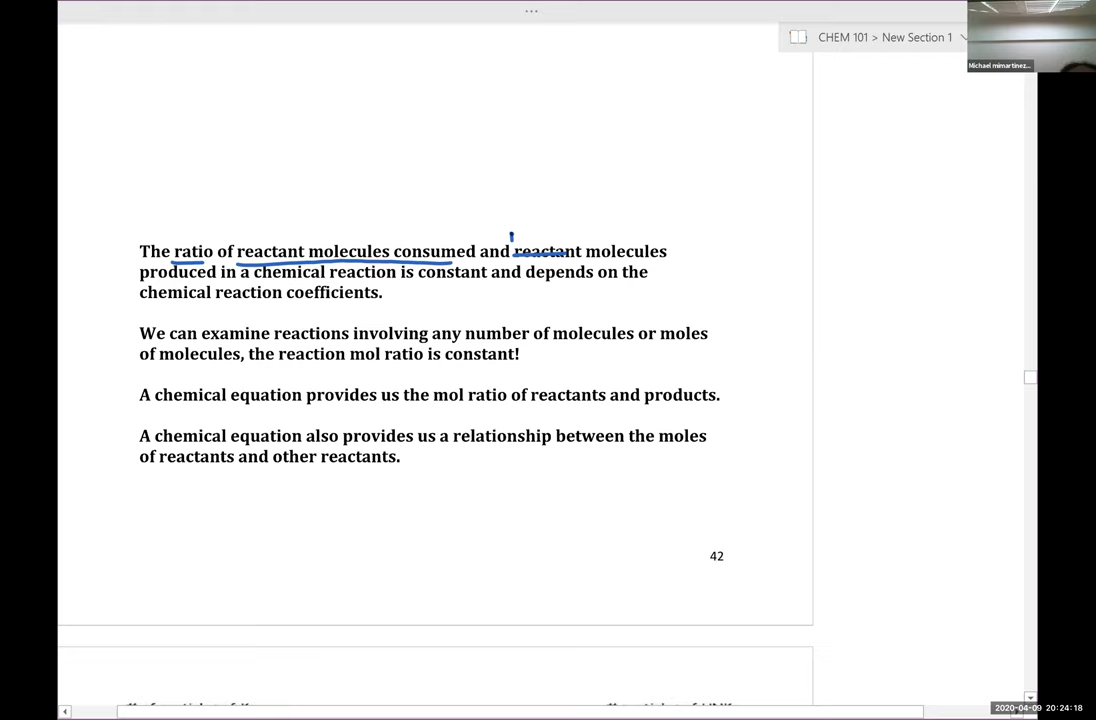 CHEM 101 > New Section 1
Michael mimartinez...
The ratio of reactant molecules consumed and reactant molecules
produced in a chemical reaction is constant and depends on the
chemical reaction coefficients.
We can examine reactions involving any number of molecules or moles
of molecules, the reaction mol ratio is constant!
A chemical equation provides us the mol ratio of reactants and products.
A chemical equation also provides us a relationship between the moles
of reactants and other reactants.
42
2020-04-09 20:24:18